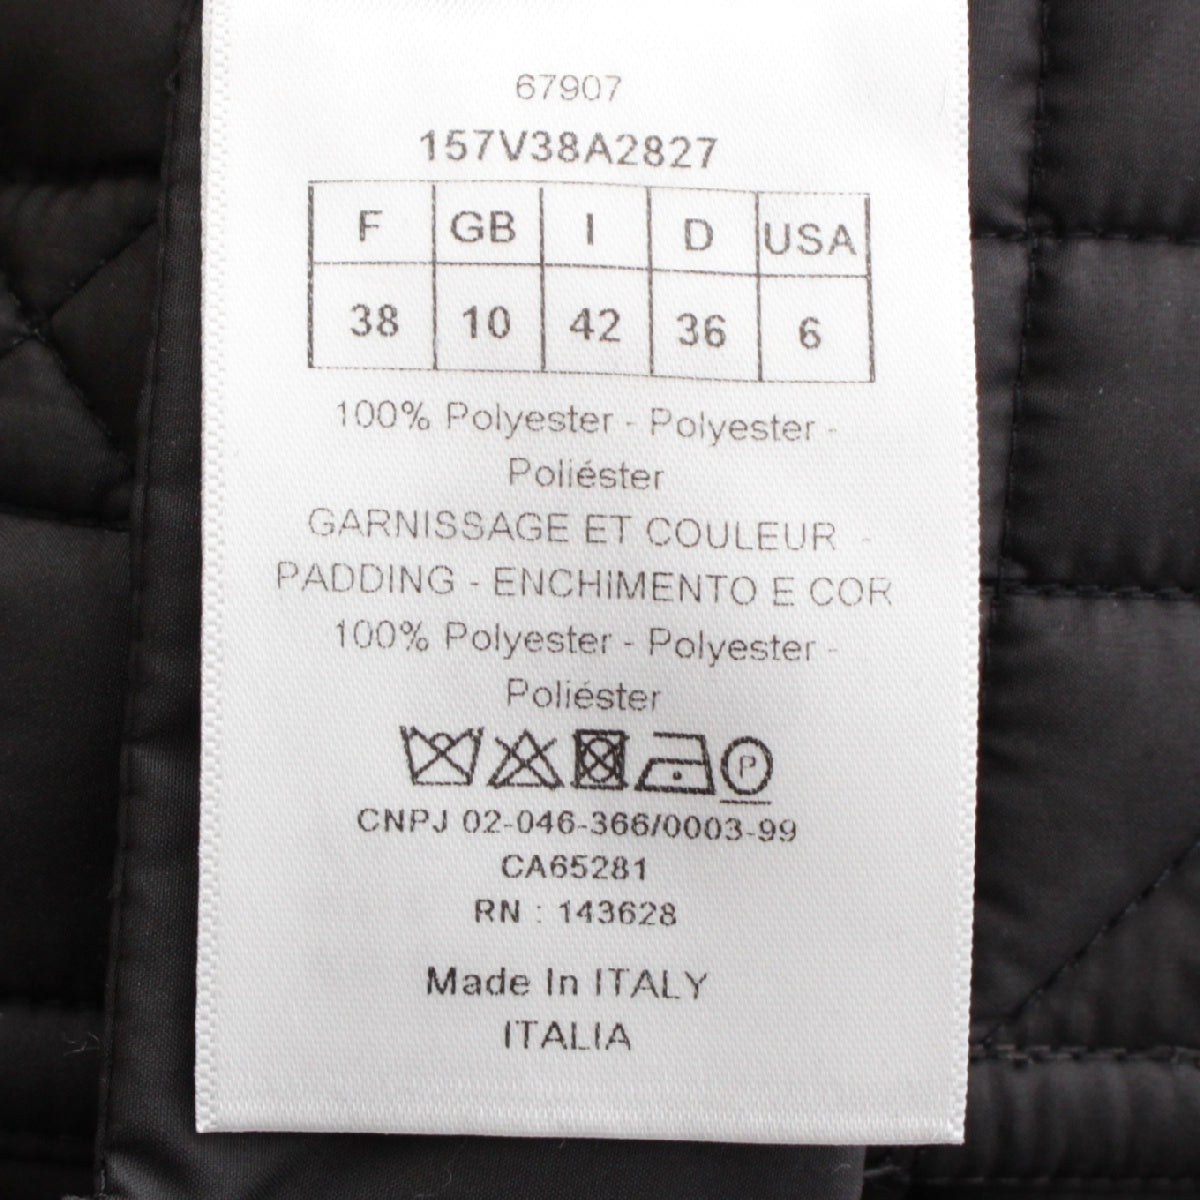 67907
157V38A2827
F GB I D USA
38 10 42 36 6
100% Polyester - Polyester -
Poliéster
GARNISSAGE ET COULEUR -
PADDING - ENCHIMENTO E COR
100% Polyester - Polyester -
Poliéster
P
CNPJ 02-046-366/0003-99
CA65281
RN : 143628
Made In ITALY
ITALIA